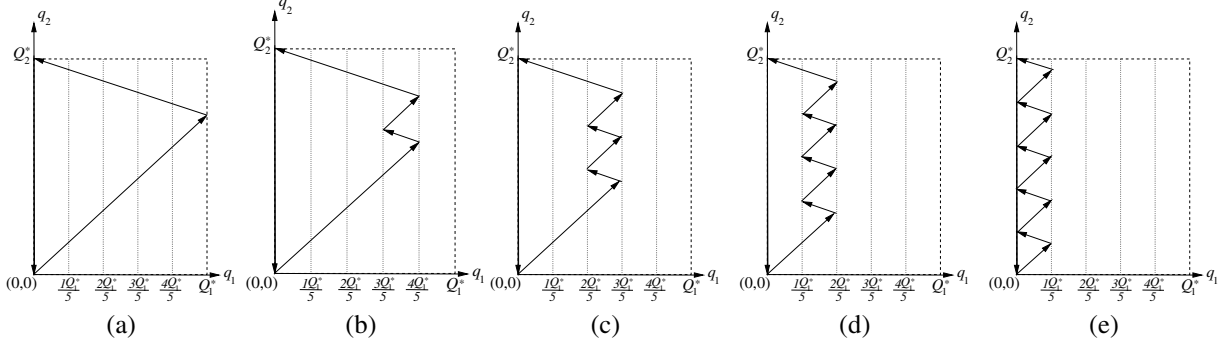 q₂ q₂ q₂ q₂ q₂
Q₂* Q₂* Q₂* Q₂* Q₂*
(0,0) 1Q₁*/5 2Q₁*/5 3Q₁*/5 4Q₁*/5 Q₁* q₁ (0,0) 1Q₁*/5 2Q₁*/5 3Q₁*/5 4Q₁*/5 Q₁* q₁ (0,0) 1Q₁*/5 2Q₁*/5 3Q₁*/5 4Q₁*/5 Q₁* q₁ (0,0) 1Q₁*/5 2Q₁*/5 3Q₁*/5 4Q₁*/5 Q₁* q₁ (0,0) 1Q₁*/5 2Q₁*/5 3Q₁*/5 4Q₁*/5 Q₁* q₁
(a) (b) (c) (d) (e)